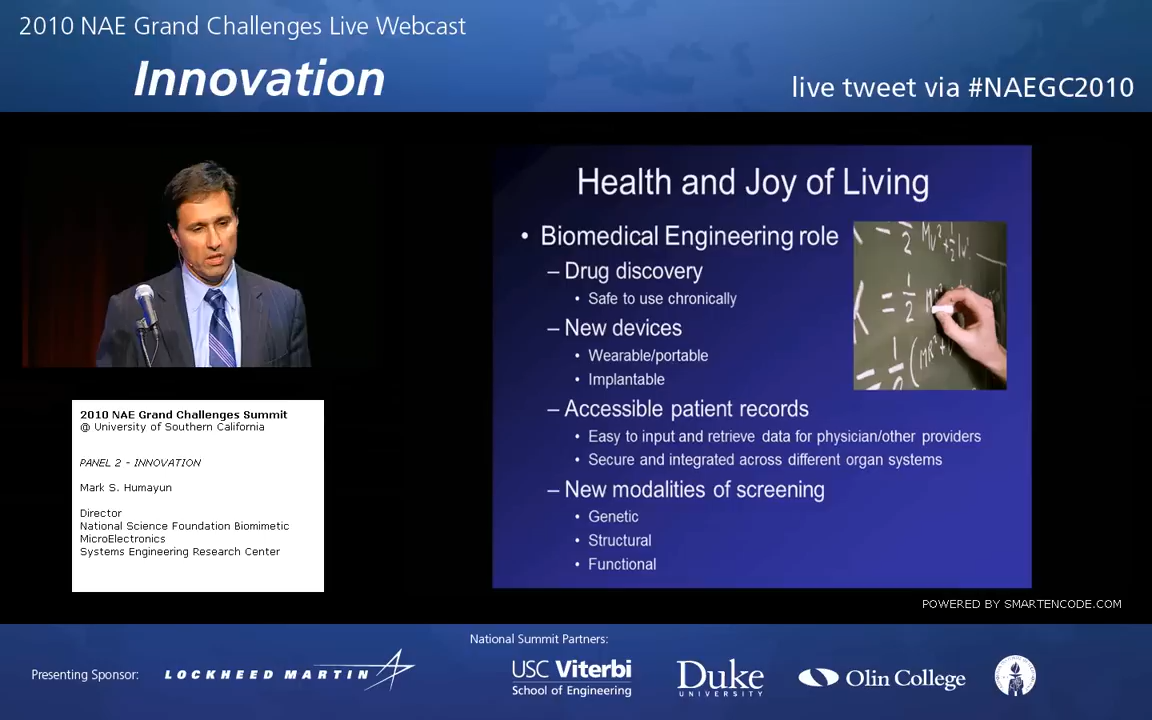 2010 NAE Grand Challenges Live Webcast
Innovation
live tweet via #NAEGC2010
Health and Joy of Living
• Biomedical Engineering role
– Drug discovery
• Safe to use chronically
– New devices
• Wearable/portable
• Implantable
– Accessible patient records
• Easy to input and retrieve data for physician/other providers
• Secure and integrated across different organ systems
– New modalities of screening
• Genetic
• Structural
• Functional
2010 NAE Grand Challenges Summit
@ University of Southern California
PANEL 2 - INNOVATION
Mark S. Humayun
Director
National Science Foundation Biomimetic
MicroElectronics
Systems Engineering Research Center
POWERED BY SMARTENCODE.COM
National Summit Partners:
Presenting Sponsor:
LOCKHEED MARTIN
USC Viterbi
School of Engineering
Duke
UNIVERSITY
Olin College